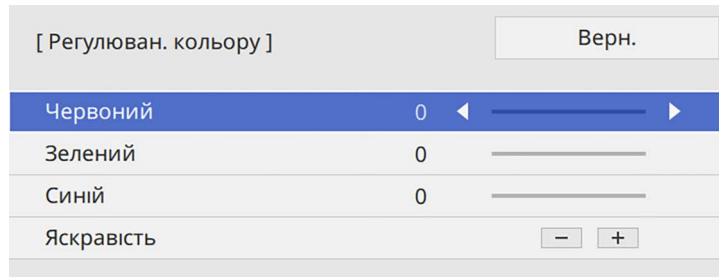 [ Регулюван. кольору ]
Верн.
Червоний 0
Зелений 0
Синій 0
Яскравість − +